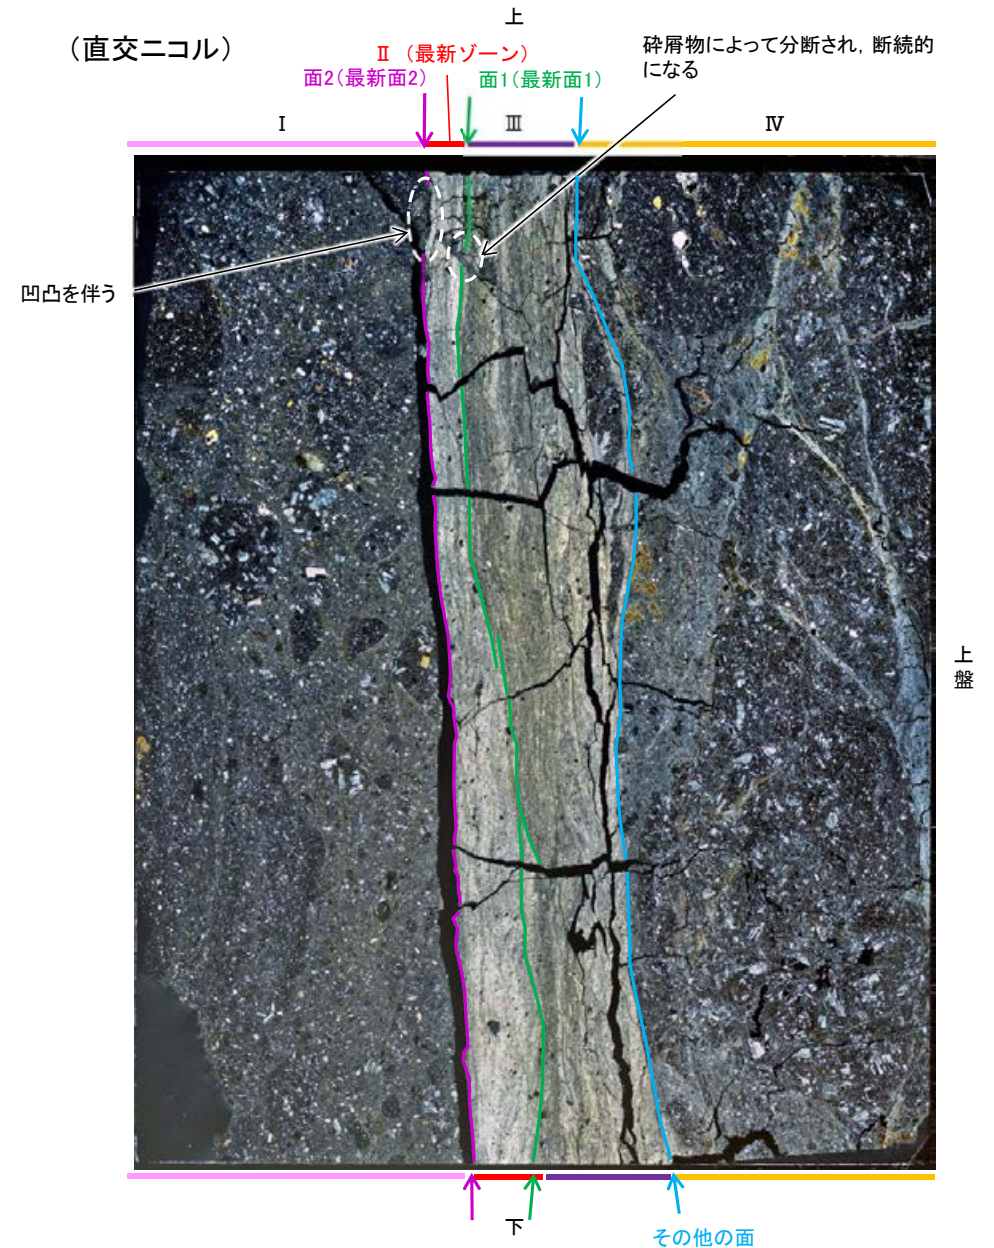 上
（直交ニコル）
Ⅱ （最新ゾーン）
砕屑物によって分断され，断続的
になる
面2（最新面2）
面1（最新面1）
Ⅰ
Ⅲ
Ⅳ
凹凸を伴う
上
盤
下
その他の面